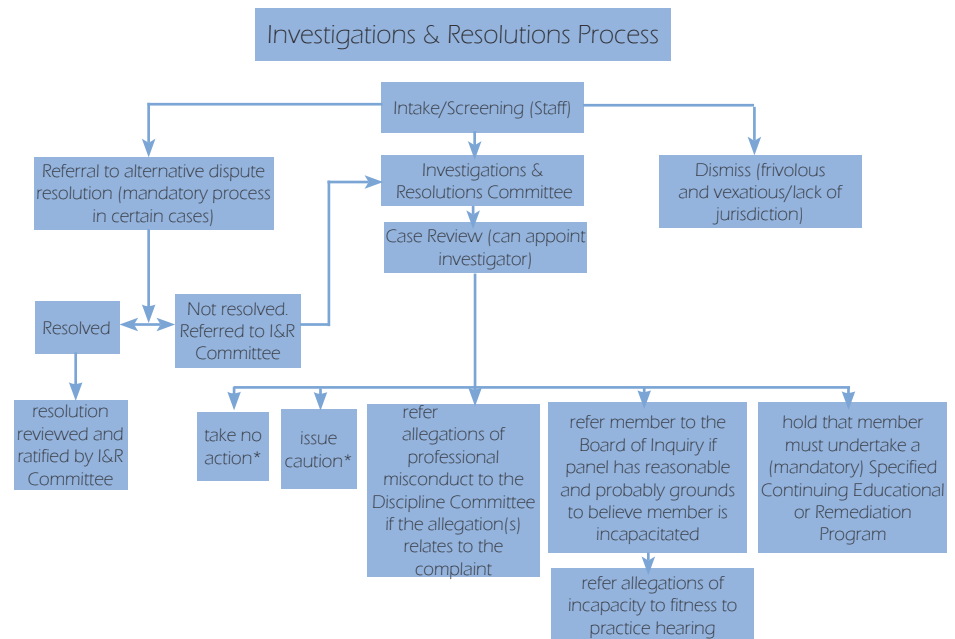 Investigations & Resolutions Process
Intake/Screening (Staff)
Referral to alternative dispute
resolution (mandatory process
in certain cases)
Investigations &
Resolutions Committee
Dismiss (frivolous
and vexatious/lack of
jurisdiction)
Case Review (can appoint
investigator)
Resolved
Not resolved.
Referred to I&R
Committee
resolution
reviewed and
ratified by I&R
Committee
take no
action*
issue
caution*
refer
allegations of
professional
misconduct to the
Discipline Committee
if the allegation(s)
relates to the
complaint
refer member to the
Board of Inquiry if
panel has reasonable
and probably grounds
to believe member is
incapacitated
hold that member
must undertake a
(mandatory) Specified
Continuing Educational
or Remediation
Program
refer allegations of
incapacity to fitness to
practice hearing